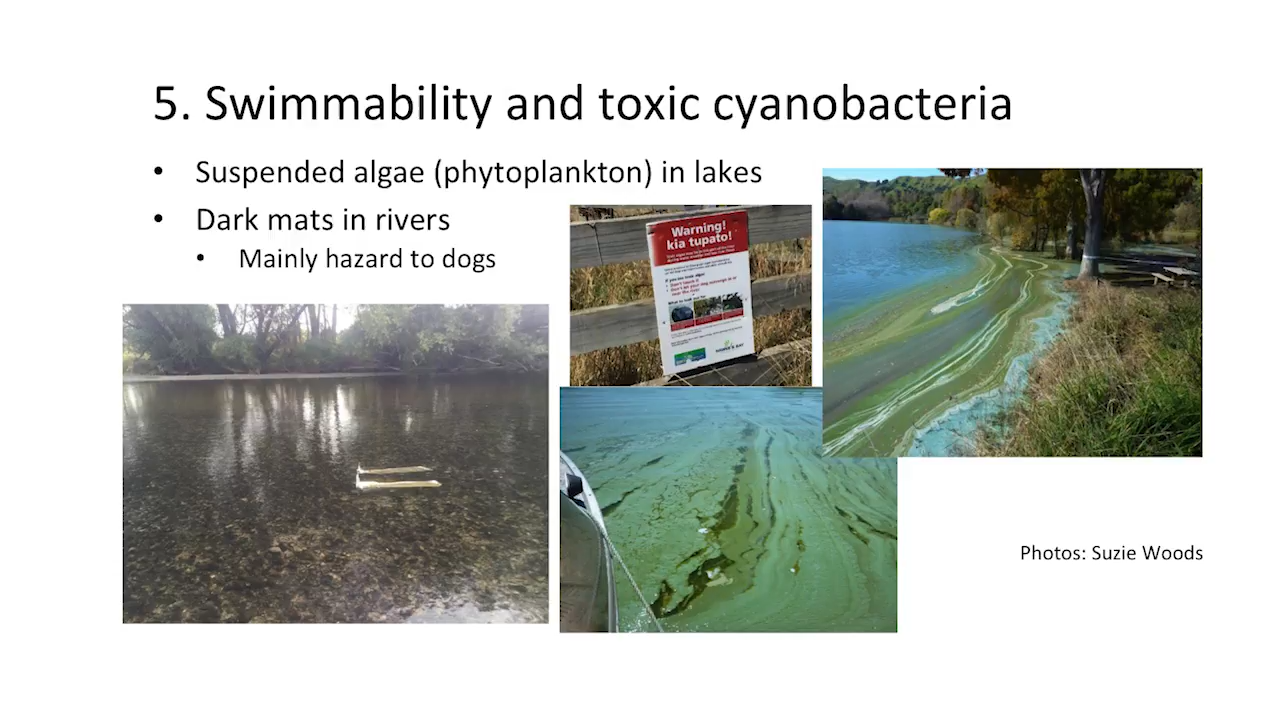 5. Swimmability and toxic cyanobacteria
• Suspended algae (phytoplankton) in lakes
• Dark mats in rivers
• Mainly hazard to dogs
Warning!
kia tupato!
Photos: Suzie Woods